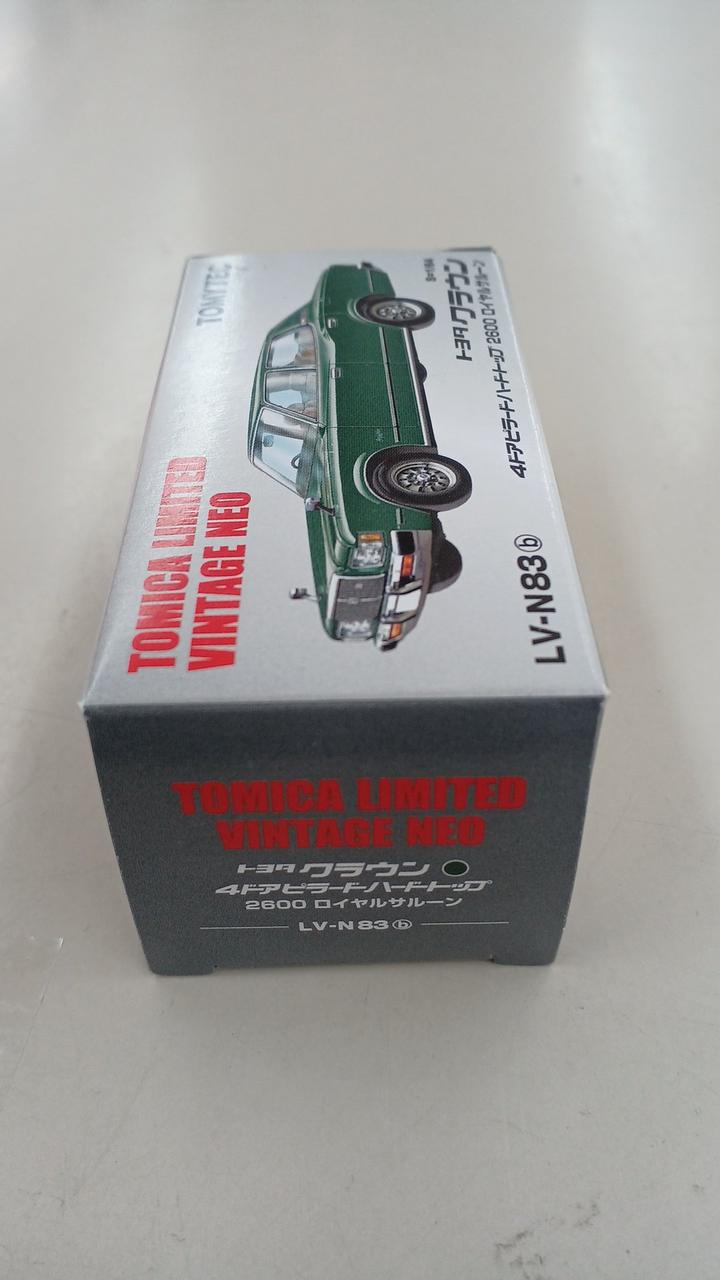 TOMYTEC
TOMICA LIMITED
VINTAGE NEO
S=1/64
トヨタ クラウン
4ドアピラードハードトップ 2600 ロイヤルサルーン
LV-N83ⓑ
TOMICA LIMITED
VINTAGE NEO
トヨタ クラウン
4ドアピラードハードトップ
2600 ロイヤルサルーン
LV-N83ⓑ